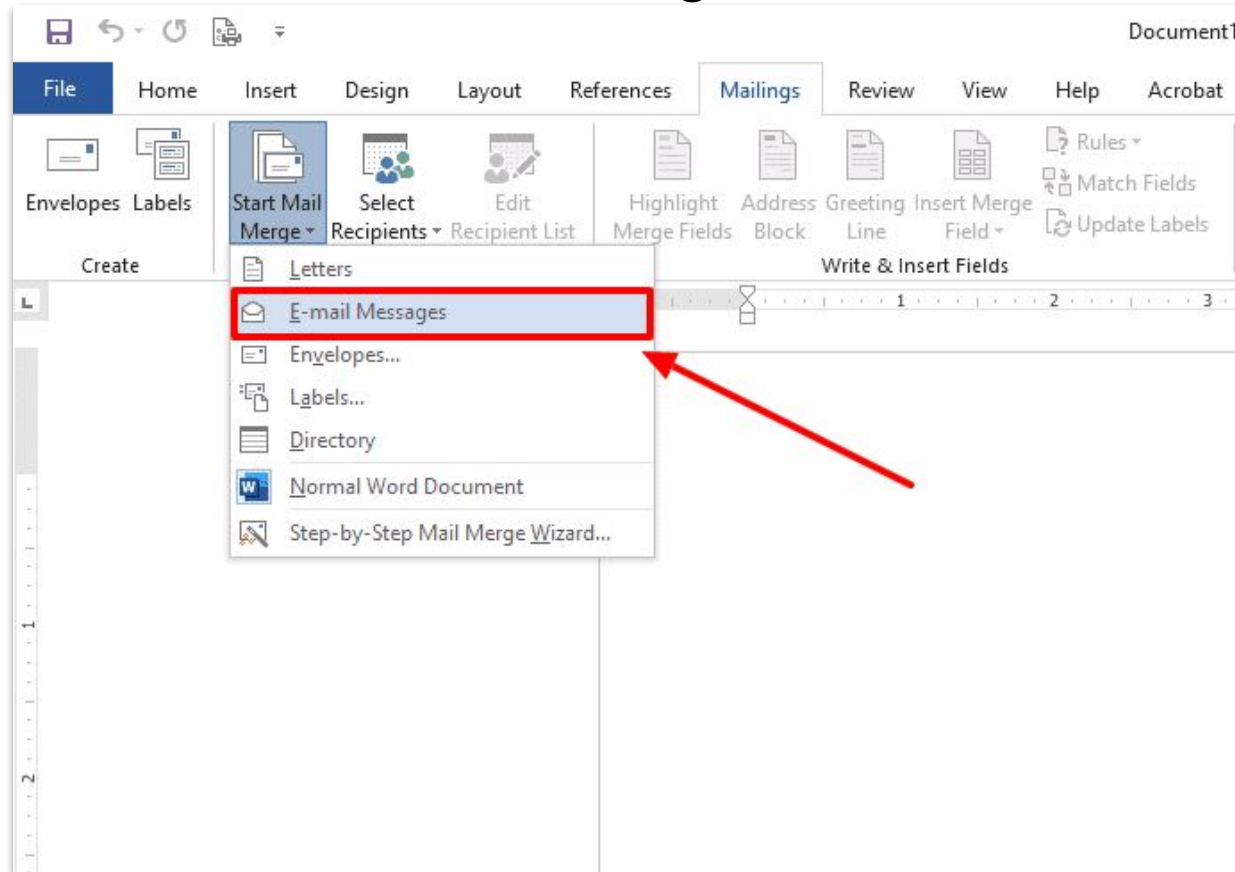 Document1
File Home Insert Design Layout References Mailings Review View Help Acrobat
Envelopes Labels Start Mail Merge Select Recipients Edit Recipient List Highlight Merge Fields Address Block Greeting Line Insert Merge Field Rules
Match Fields
Update Labels
Create Write & Insert Fields
Letters
E-mail Messages
Envelopes...
Labels...
Directory
Normal Word Document
Step-by-Step Mail Merge Wizard...
L
1 2 3
1
2